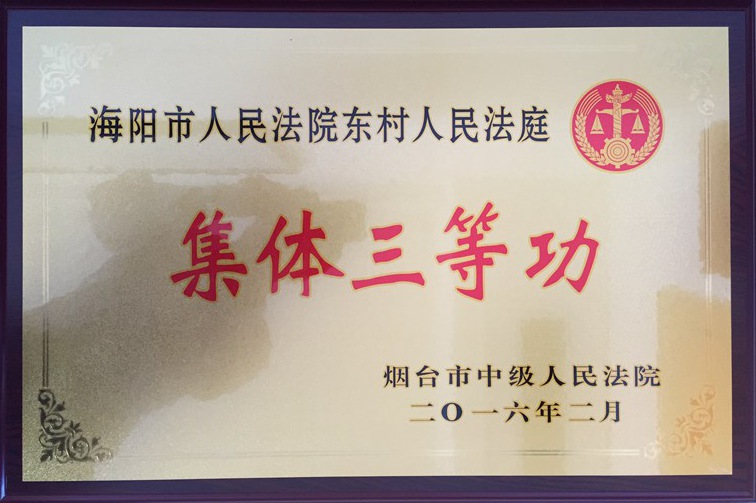 海阳市人民法院东村人民法庭
集体三等功
烟台市中级人民法院
二〇一六年二月